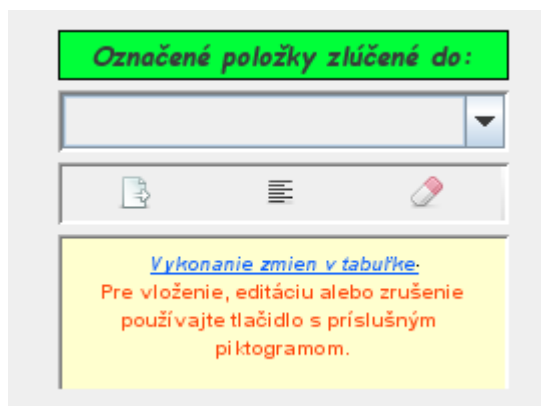 Označené položky zlúčené do:
Vykonanie zmien v tabuľke.
Pre vloženie, editáciu alebo zrušenie
používajte tlačidlo s príslušným
piktogramom.